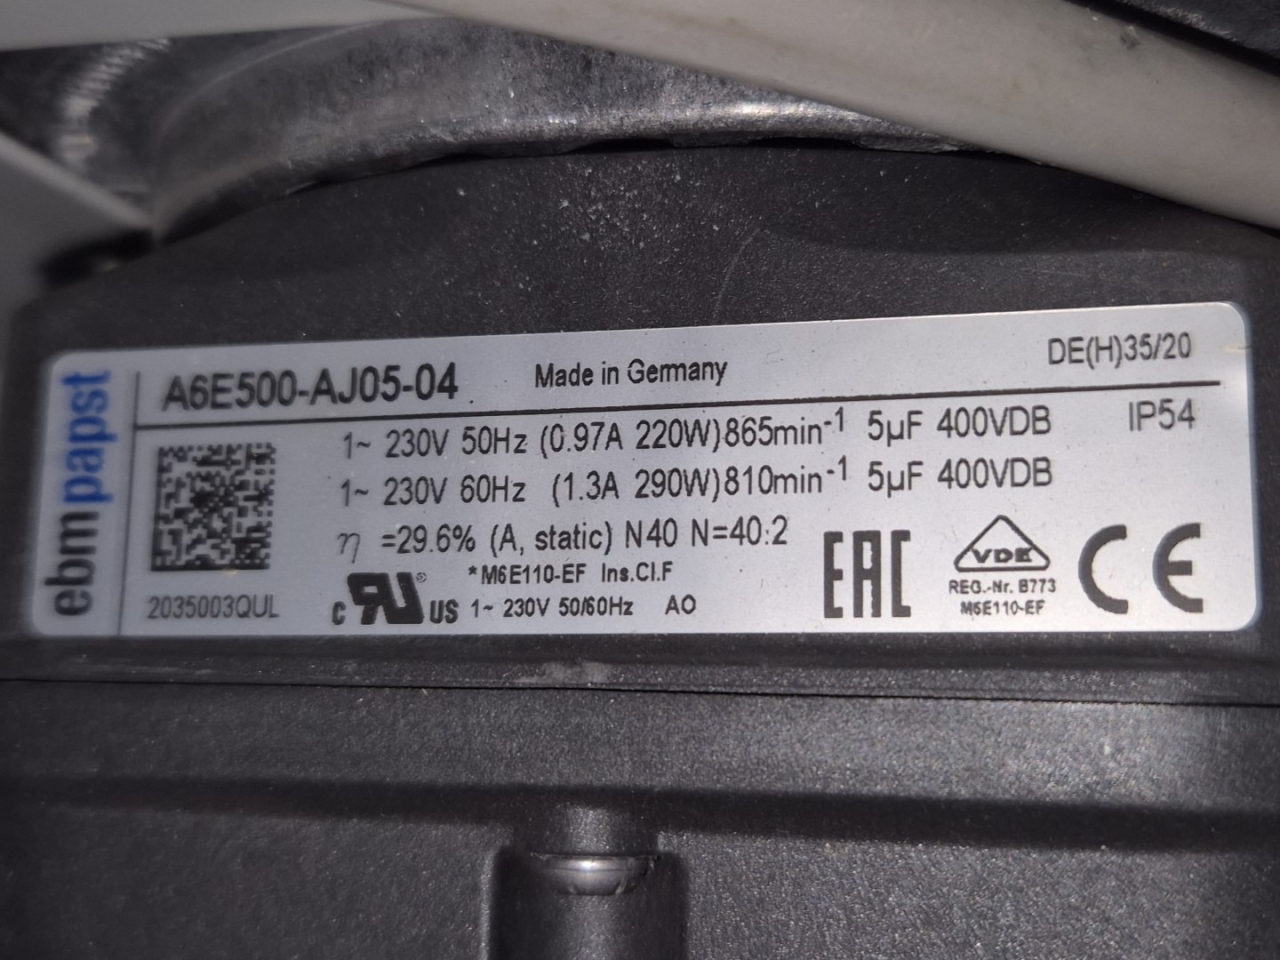 ebmpapst
A6E500-AJ05-04 Made in Germany DE(H)35/20
1~ 230V 50Hz (0.97A 220W)865min-1 5µF 400VDB IP54
1~ 230V 60Hz (1.3A 290W)810min-1 5µF 400VDB
η =29.6% (A, static) N40 N=40:2
*M6E110-EF Ins.Cl.F
1~ 230V 50/60Hz AO
2035003QUL
c RU® US
EAC
VDE
REG.-Nr. B773
M6E110-EF
CE